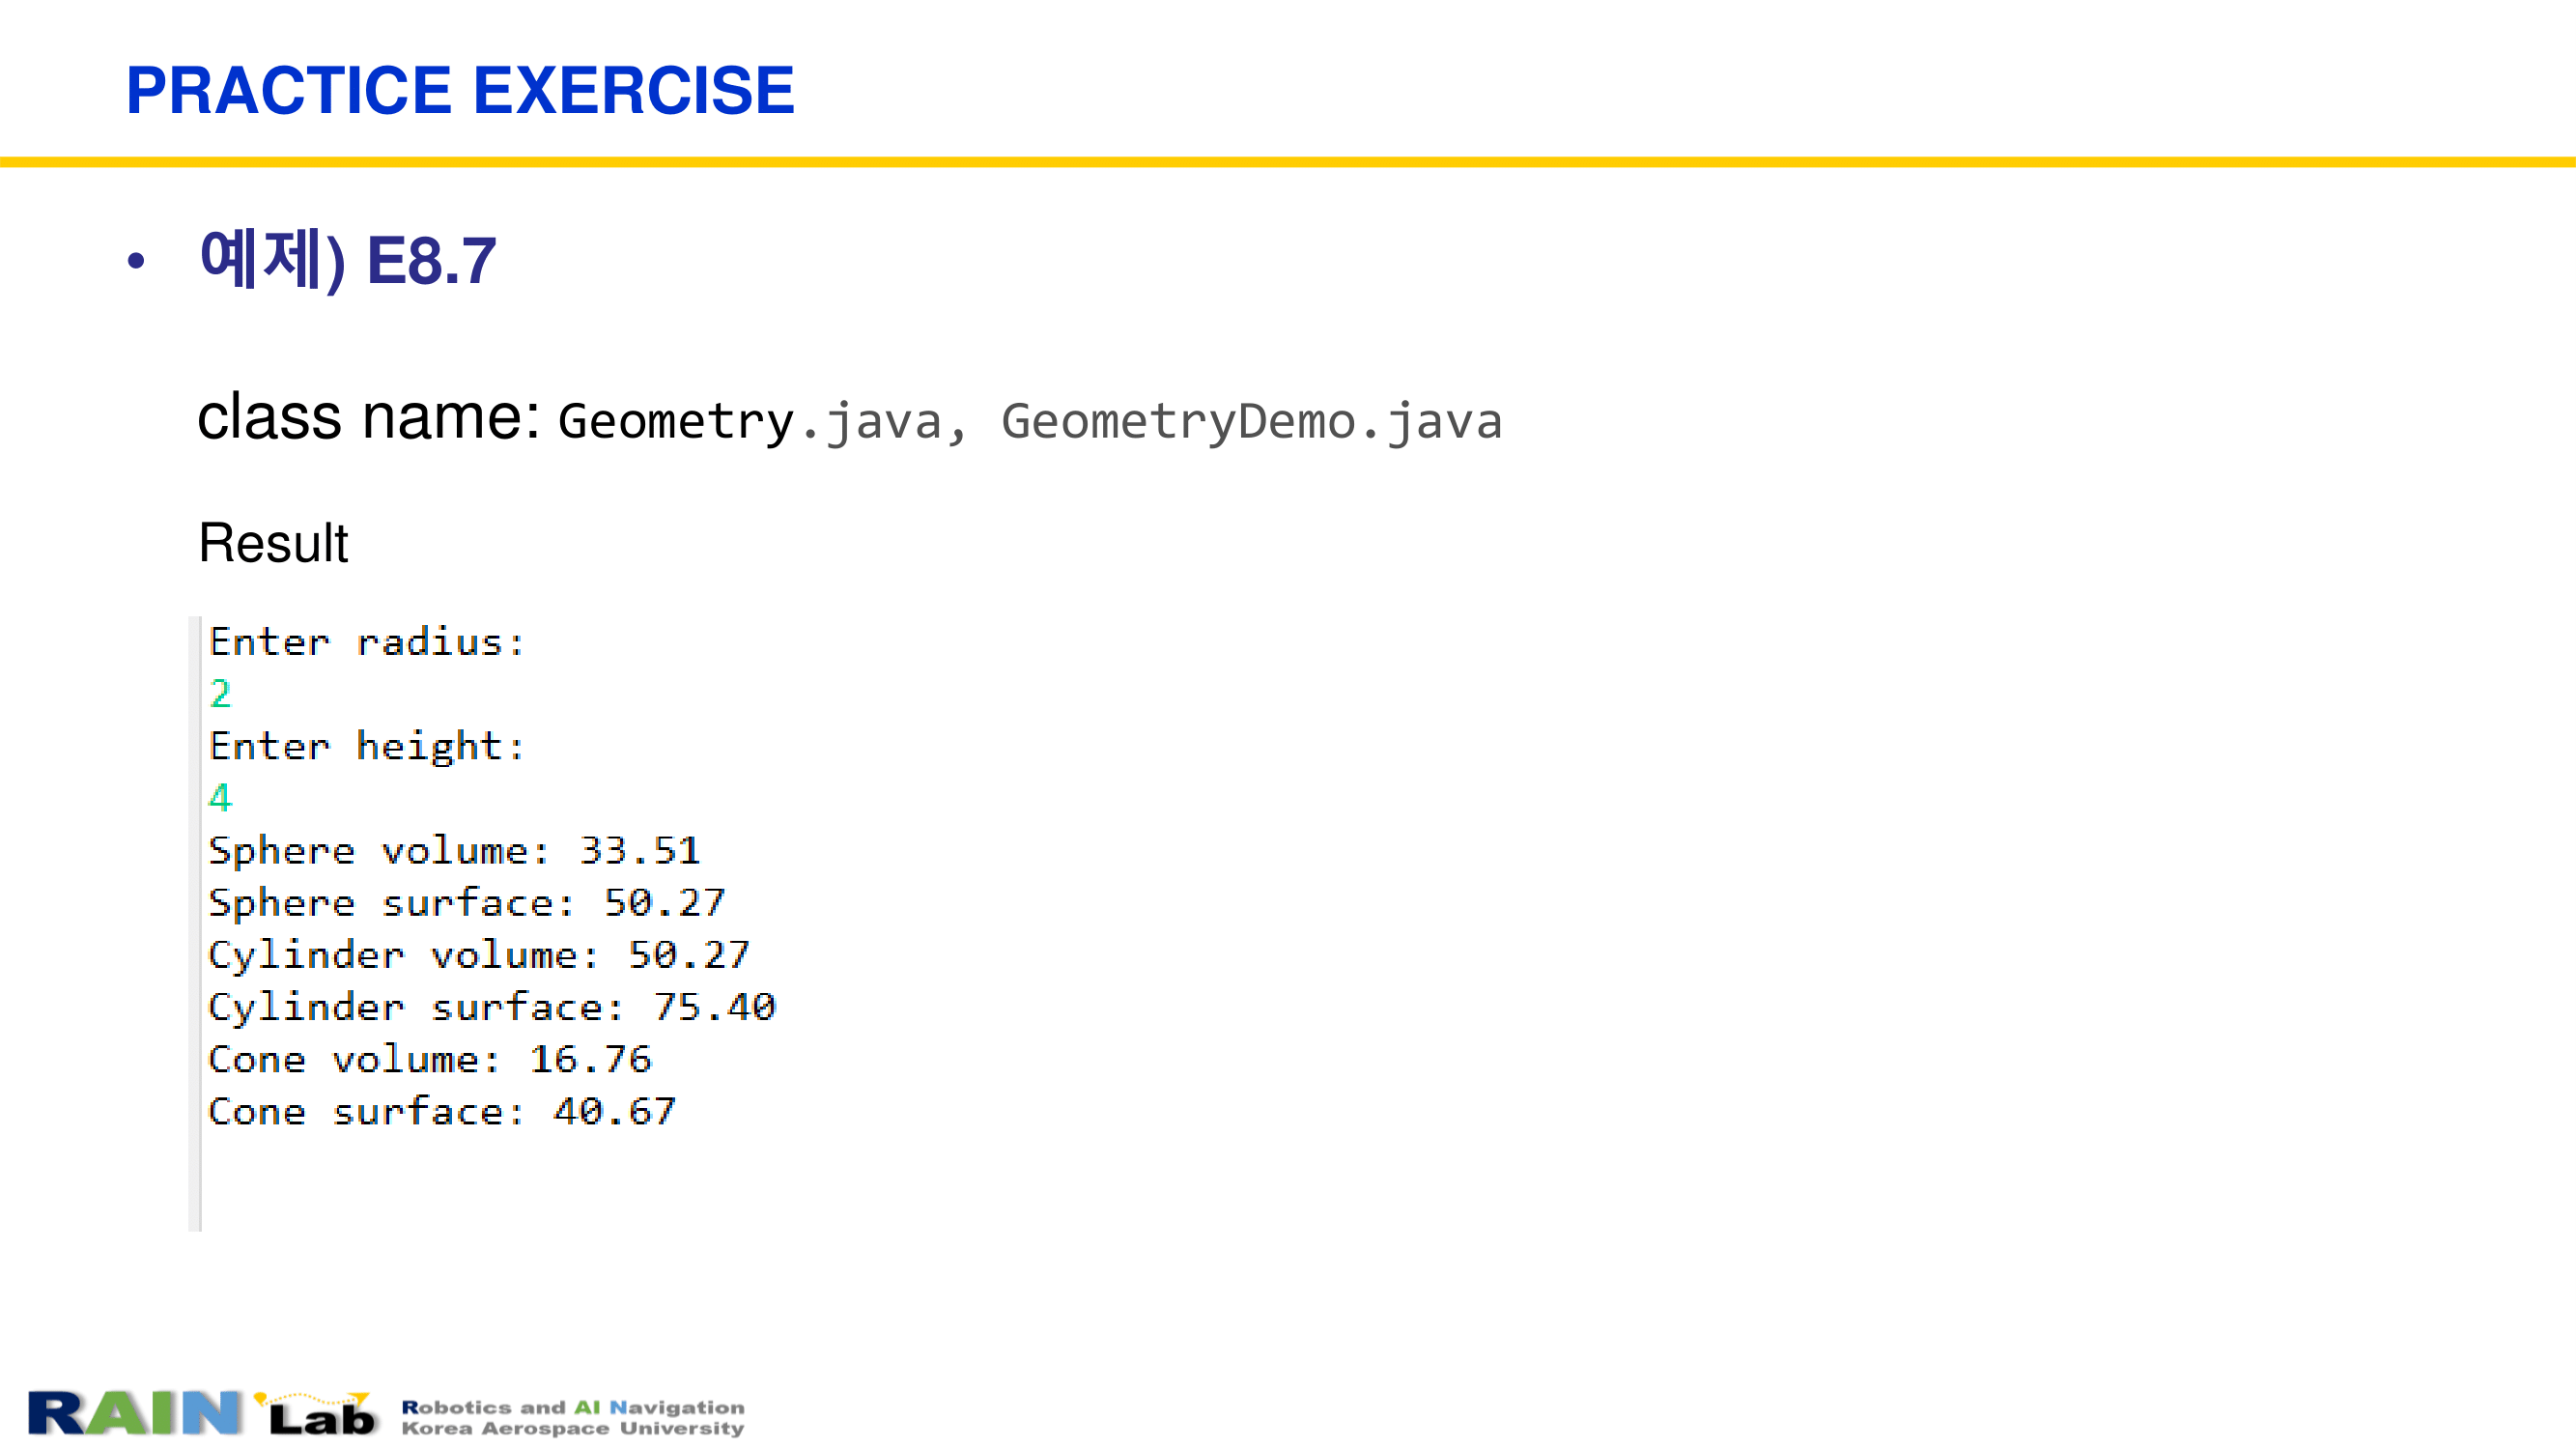 PRACTICE EXERCISE
• 예제) E8.7
class name: Geometry.java, GeometryDemo.java
Result
Enter radius:
2
Enter height:
4
Sphere volume: 33.51
Sphere surface: 50.27
Cylinder volume: 50.27
Cylinder surface: 75.40
Cone volume: 16.76
Cone surface: 40.67
RAIN Lab
Robotics and AI Navigation
Korea Aerospace University